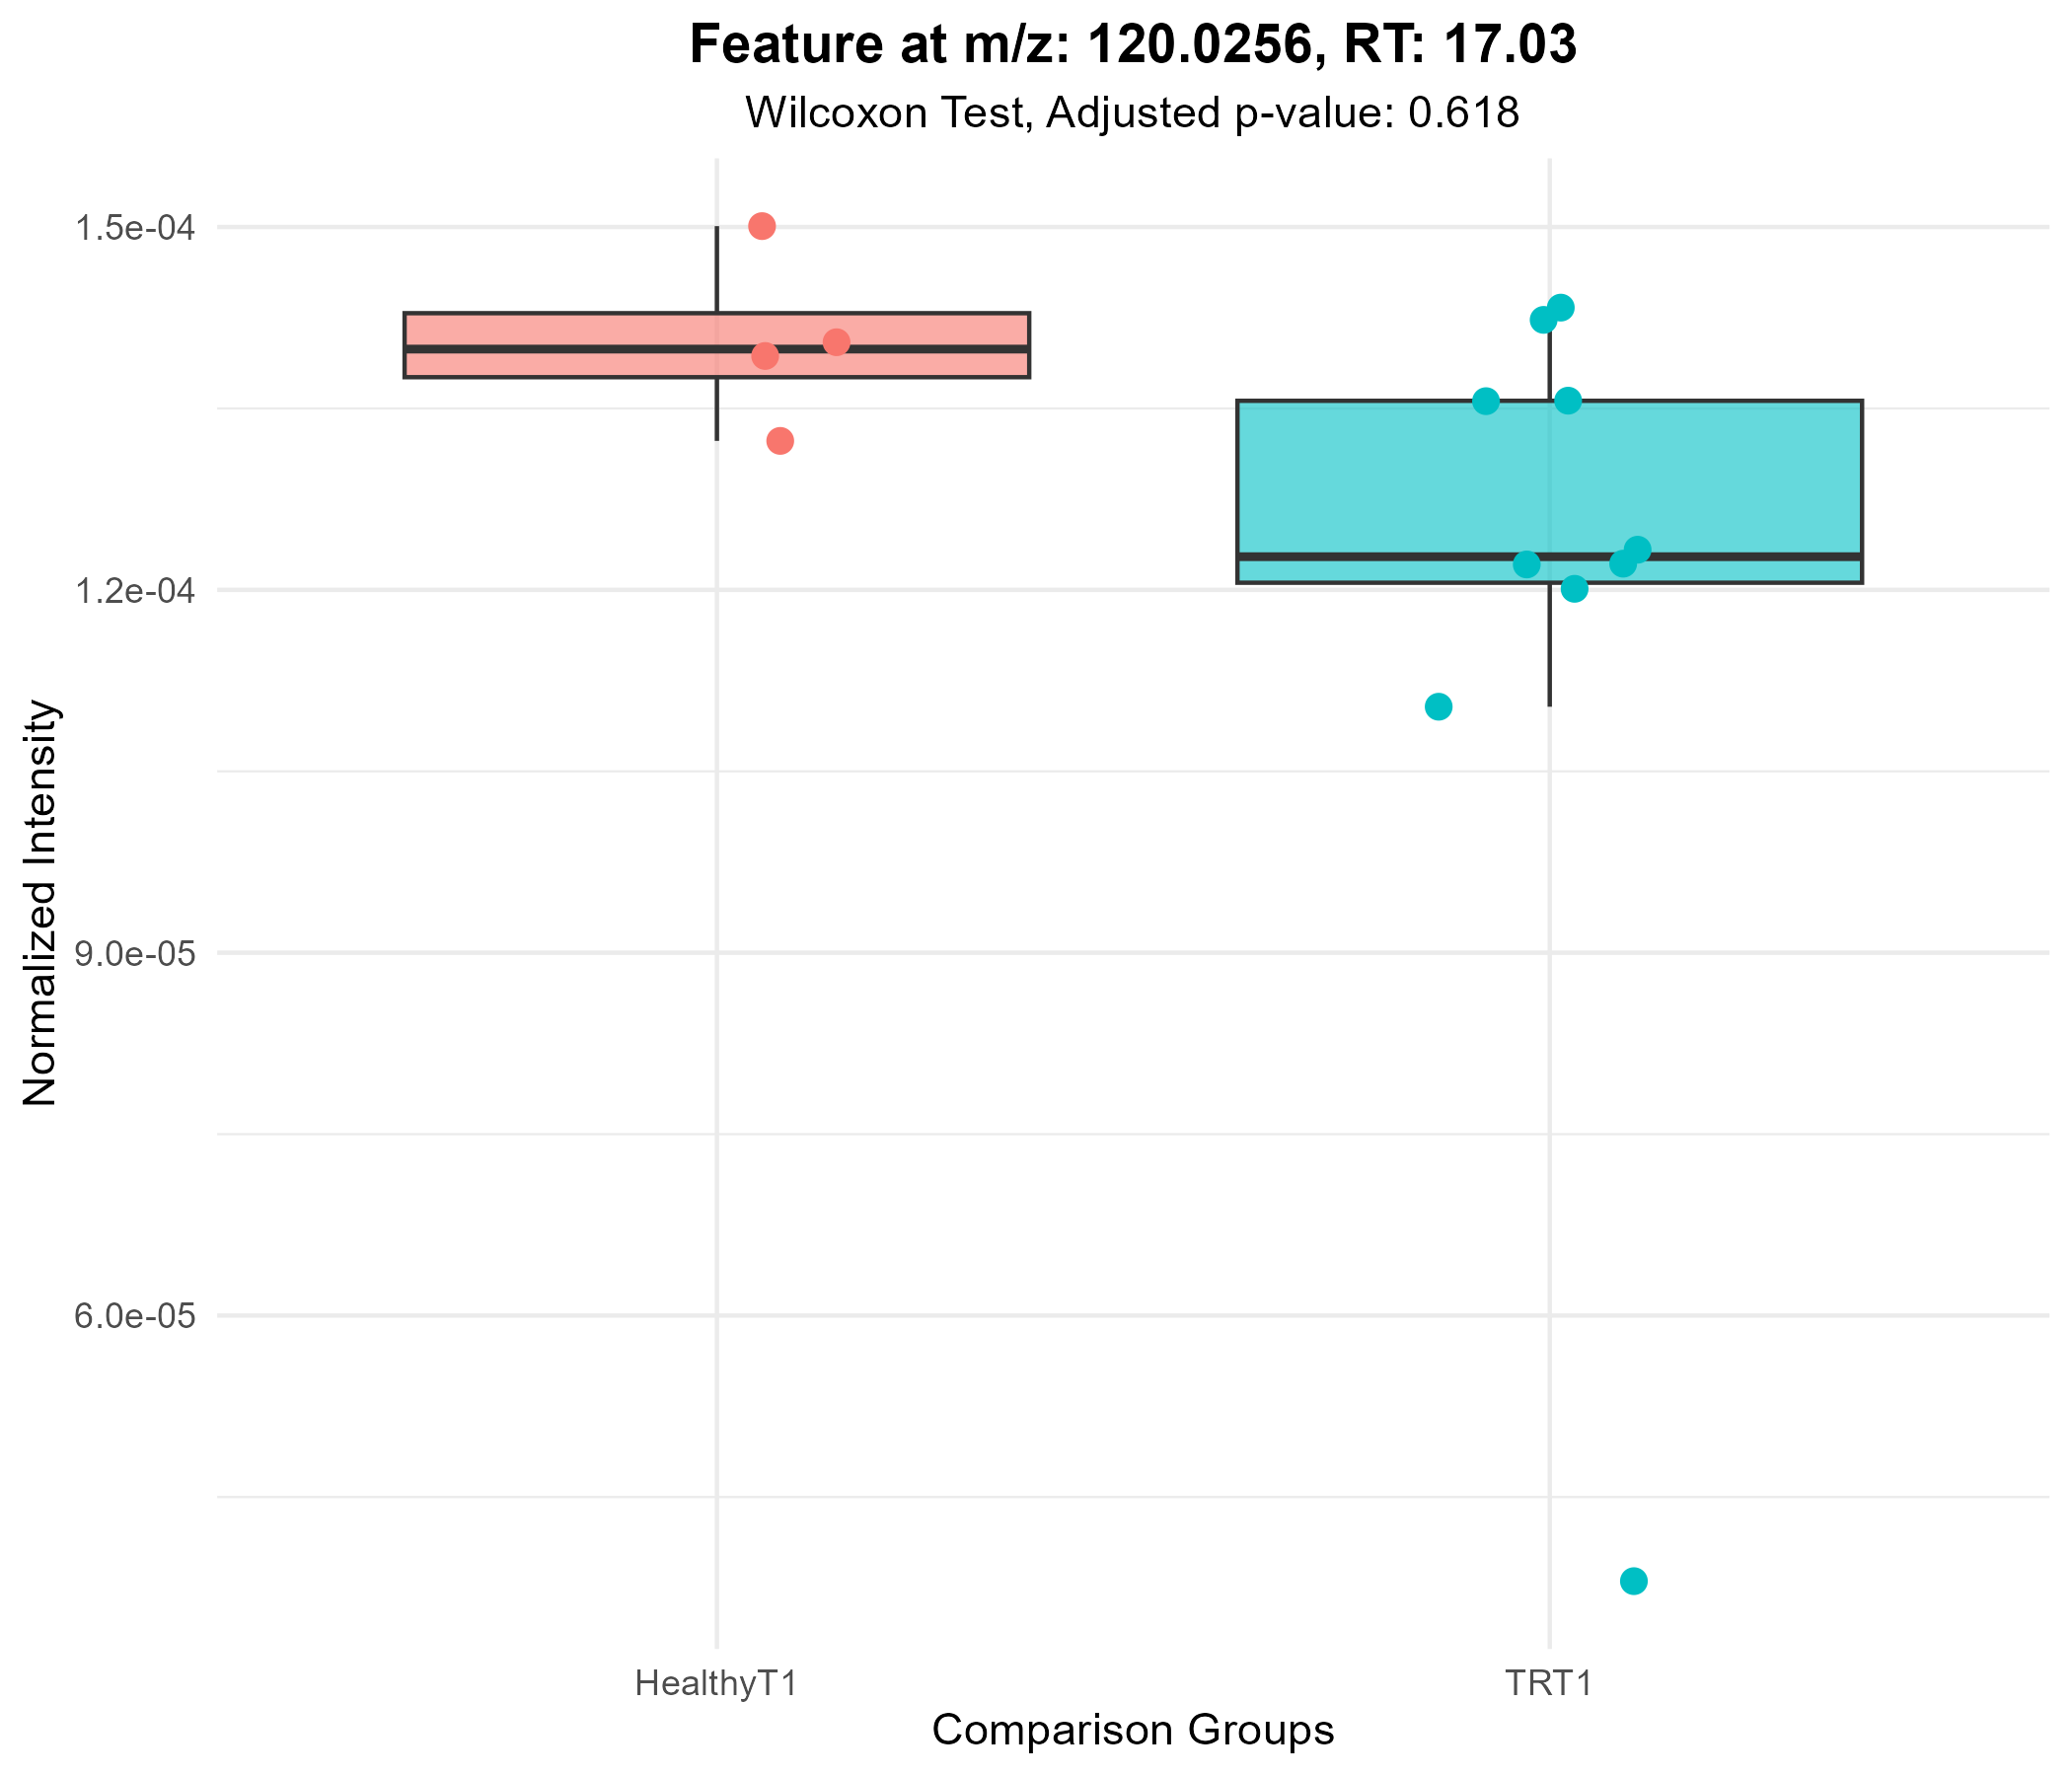 Feature at m/z: 120.0256, RT: 17.03
Wilcoxon Test, Adjusted p-value: 0.618
Normalized Intensity
1.5e-04
1.2e-04
9.0e-05
6.0e-05
HealthyT1
TRT1
Comparison Groups